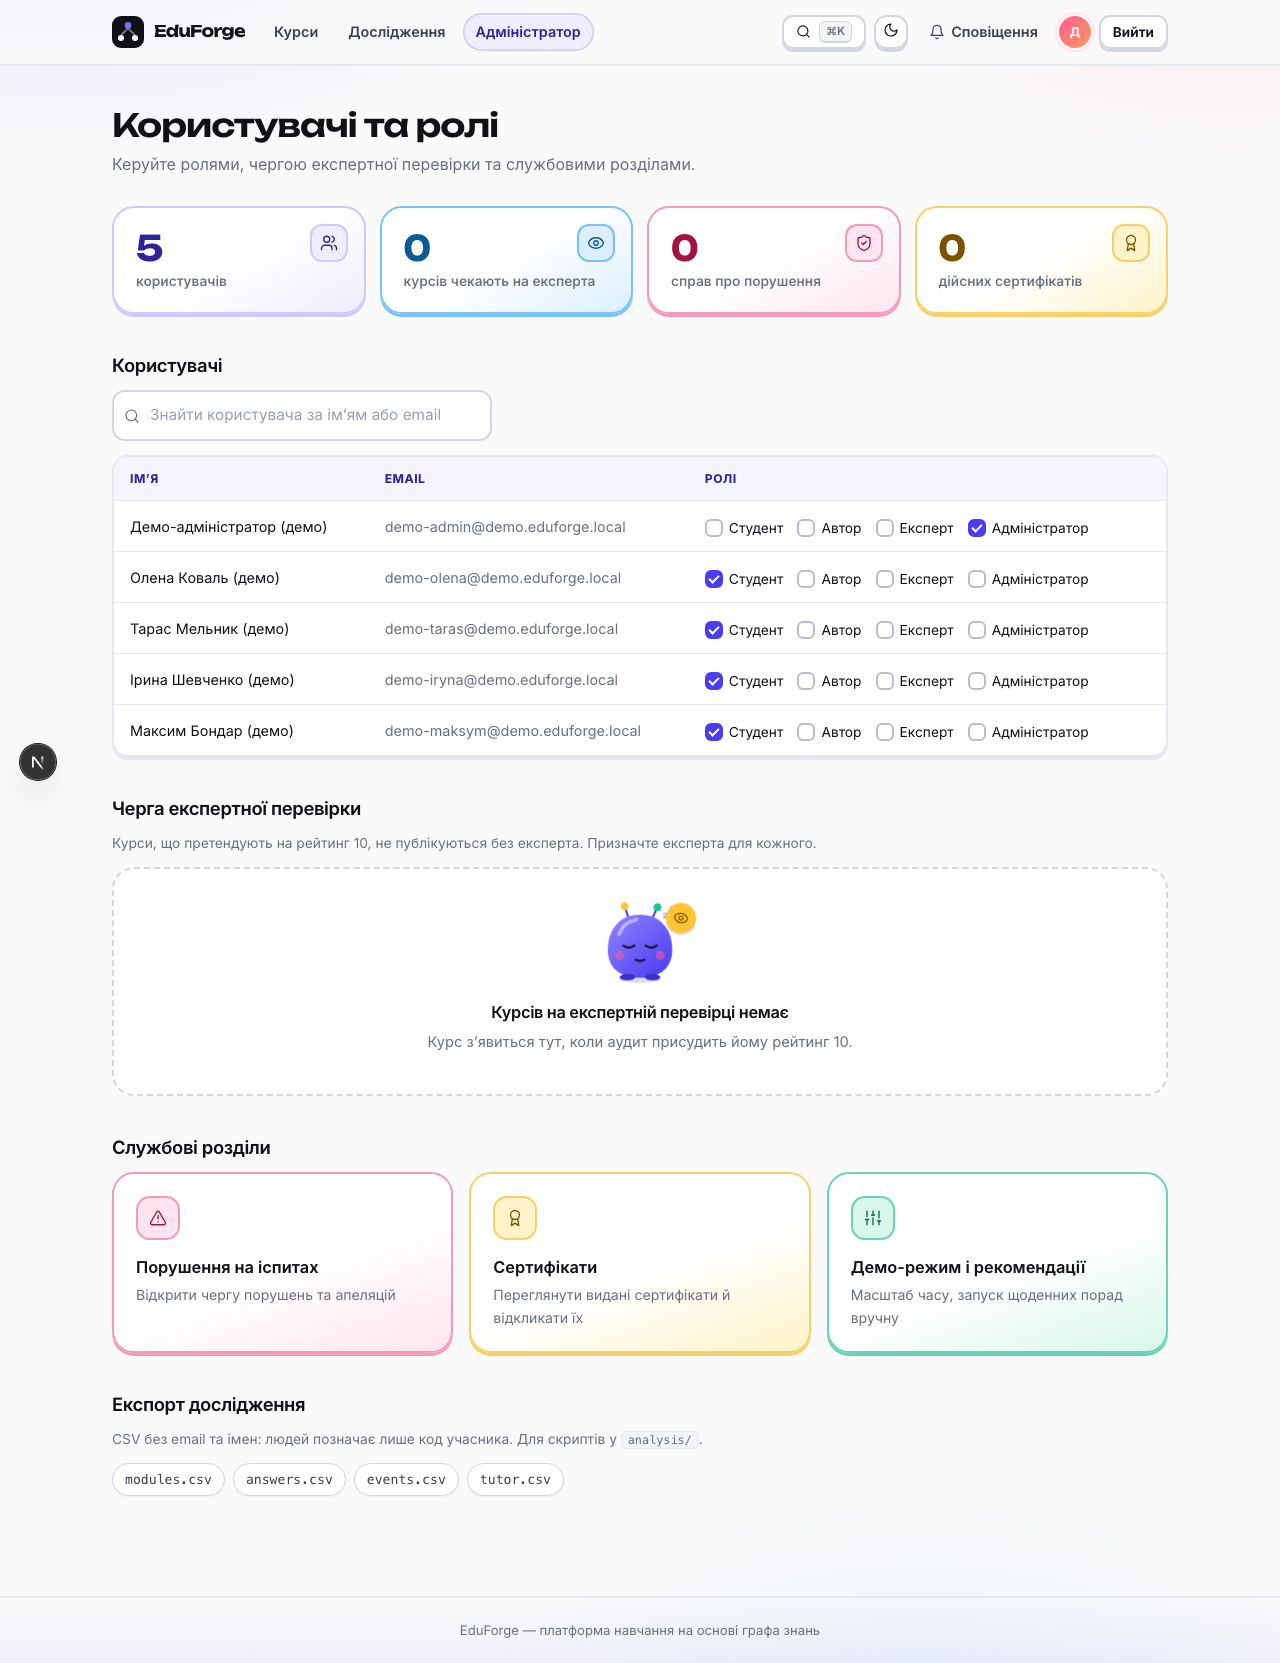 EduForge
Курси
Дослідження
Адміністратор
⌘K
Сповіщення
Д
Вийти
Користувачі та ролі
Керуйте ролями, чергою експертної перевірки та службовими розділами.
5
користувачів
0
курсів чекають на експерта
0
справ про порушення
0
дійсних сертифікатів
Користувачі
Знайти користувача за ім’ям або email
ІМ’Я EMAIL РОЛІ
Демо-адміністратор (демо) demo-admin@demo.eduforge.local Студент Автор Експерт Адміністратор
Олена Коваль (демо) demo-olena@demo.eduforge.local Студент Автор Експерт Адміністратор
Тарас Мельник (демо) demo-taras@demo.eduforge.local Студент Автор Експерт Адміністратор
Ірина Шевченко (демо) demo-iryna@demo.eduforge.local Студент Автор Експерт Адміністратор
Максим Бондар (демо) demo-maksym@demo.eduforge.local Студент Автор Експерт Адміністратор
N
Черга експертної перевірки
Курси, що претендують на рейтинг 10, не публікуються без експерта. Призначте експерта для кожного.
Курсів на експертній перевірці немає
Курс з’явиться тут, коли аудит присудить йому рейтинг 10.
Службові розділи
Порушення на іспитах
Відкрити чергу порушень та апеляцій
Сертифікати
Переглянути видані сертифікати й
відкликати їх
Демо-режим і рекомендації
Масштаб часу, запуск щоденних порад
вручну
Експорт дослідження
CSV без email та імен: людей позначає лише код учасника. Для скриптів у analysis/.
modules.csv answers.csv events.csv tutor.csv
EduForge — платформа навчання на основі графа знань